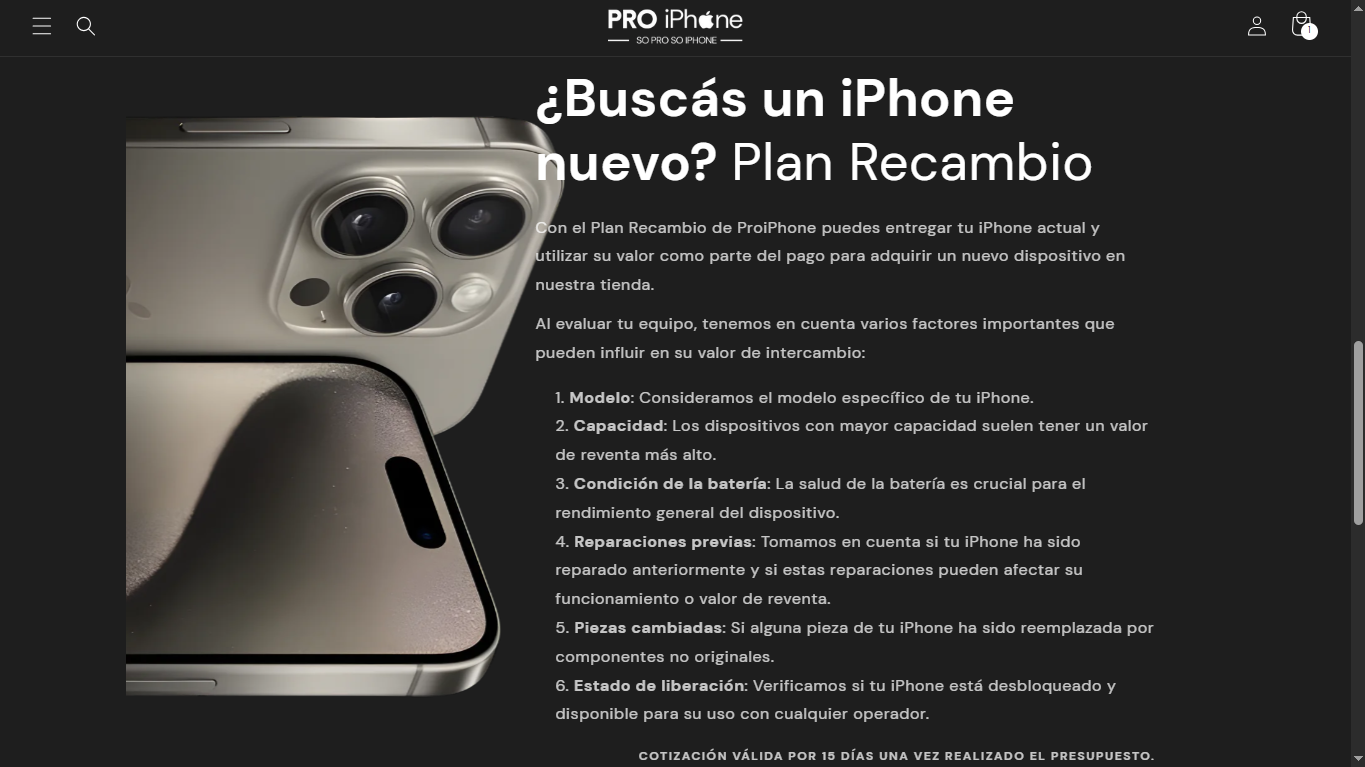 PRO iPhone
SO PRO SO IPHONE
1
¿Buscás un iPhone
nuevo? Plan Recambio
Con el Plan Recambio de ProiPhone puedes entregar tu iPhone actual y
utilizar su valor como parte del pago para adquirir un nuevo dispositivo en
nuestra tienda.
Al evaluar tu equipo, tenemos en cuenta varios factores importantes que
pueden influir en su valor de intercambio:
1. Modelo: Consideramos el modelo específico de tu iPhone.
2. Capacidad: Los dispositivos con mayor capacidad suelen tener un valor
de reventa más alto.
3. Condición de la batería: La salud de la batería es crucial para el
rendimiento general del dispositivo.
4. Reparaciones previas: Tomamos en cuenta si tu iPhone ha sido
reparado anteriormente y si estas reparaciones pueden afectar su
funcionamiento o valor de reventa.
5. Piezas cambiadas: Si alguna pieza de tu iPhone ha sido reemplazada por
componentes no originales.
6. Estado de liberación: Verificamos si tu iPhone está desbloqueado y
disponible para su uso con cualquier operador.
COTIZACIÓN VÁLIDA POR 15 DÍAS UNA VEZ REALIZADO EL PRESUPUESTO.